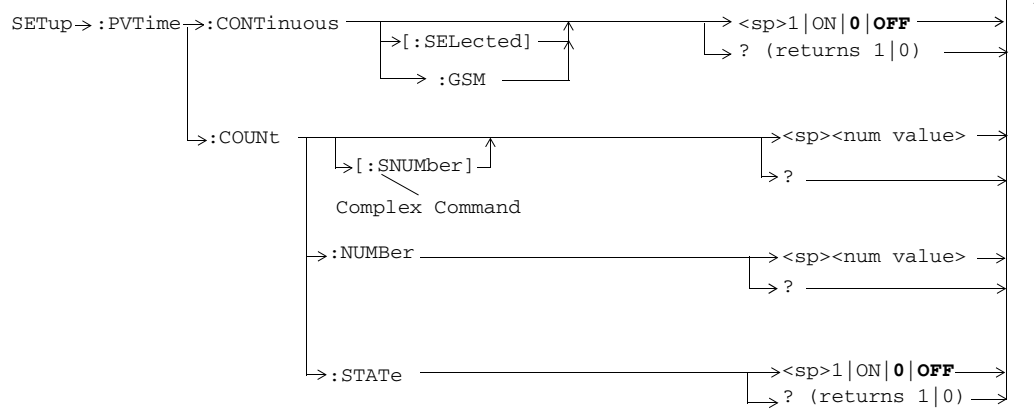 SETup :PVTime :CONTinuous <sp>1|ON|0|OFF
[:SELected] ? (returns 1|0)
:GSM
:COUNt <sp><num value>
[:SNUMber] ?
Complex Command
:NUMBer <sp><num value>
?
:STATe <sp>1|ON|0|OFF
? (returns 1|0)